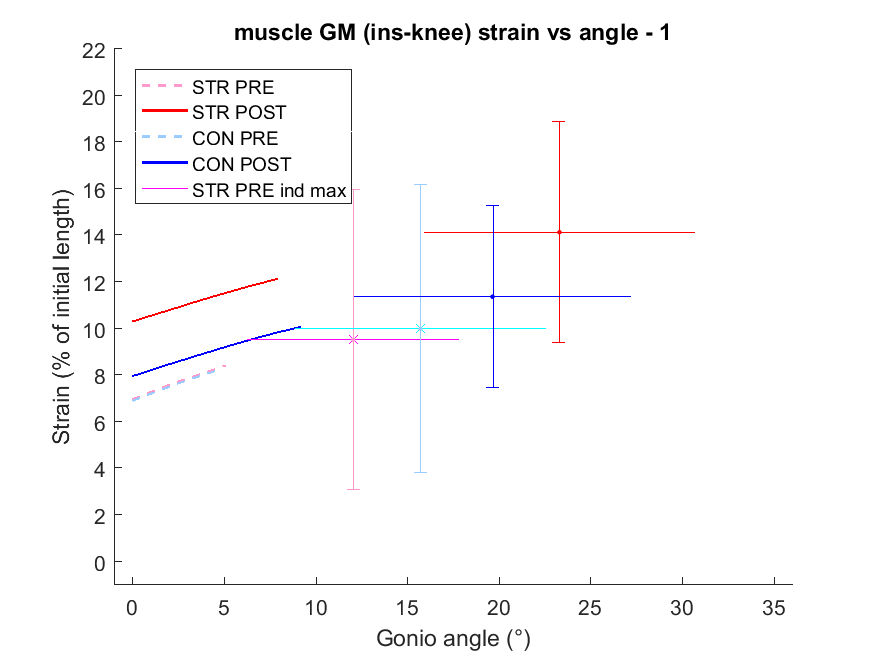 muscle GM (ins-knee) strain vs angle - 1
22
20
18
16
14
12
10
8
6
4
2
0
Strain (% of initial length)
STR PRE
STR POST
CON PRE
CON POST
STR PRE ind max
0 5 10 15 20 25 30 35
Gonio angle (°)